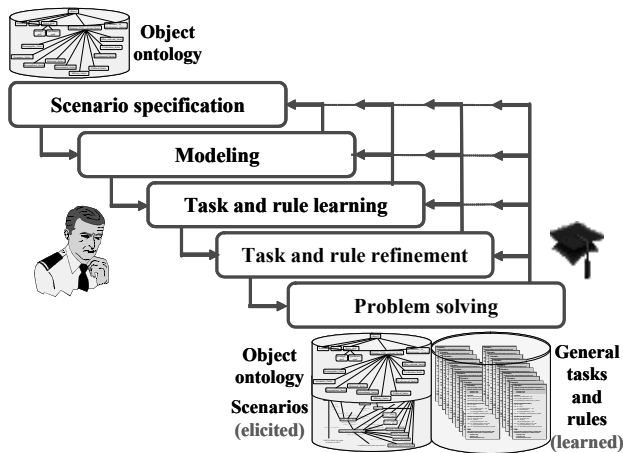 Object
ontology
Scenario specification
Modeling
Task and rule learning
Task and rule refinement
Problem solving
Object
ontology
Scenarios
(elicited)
General
tasks
and
rules
(learned)